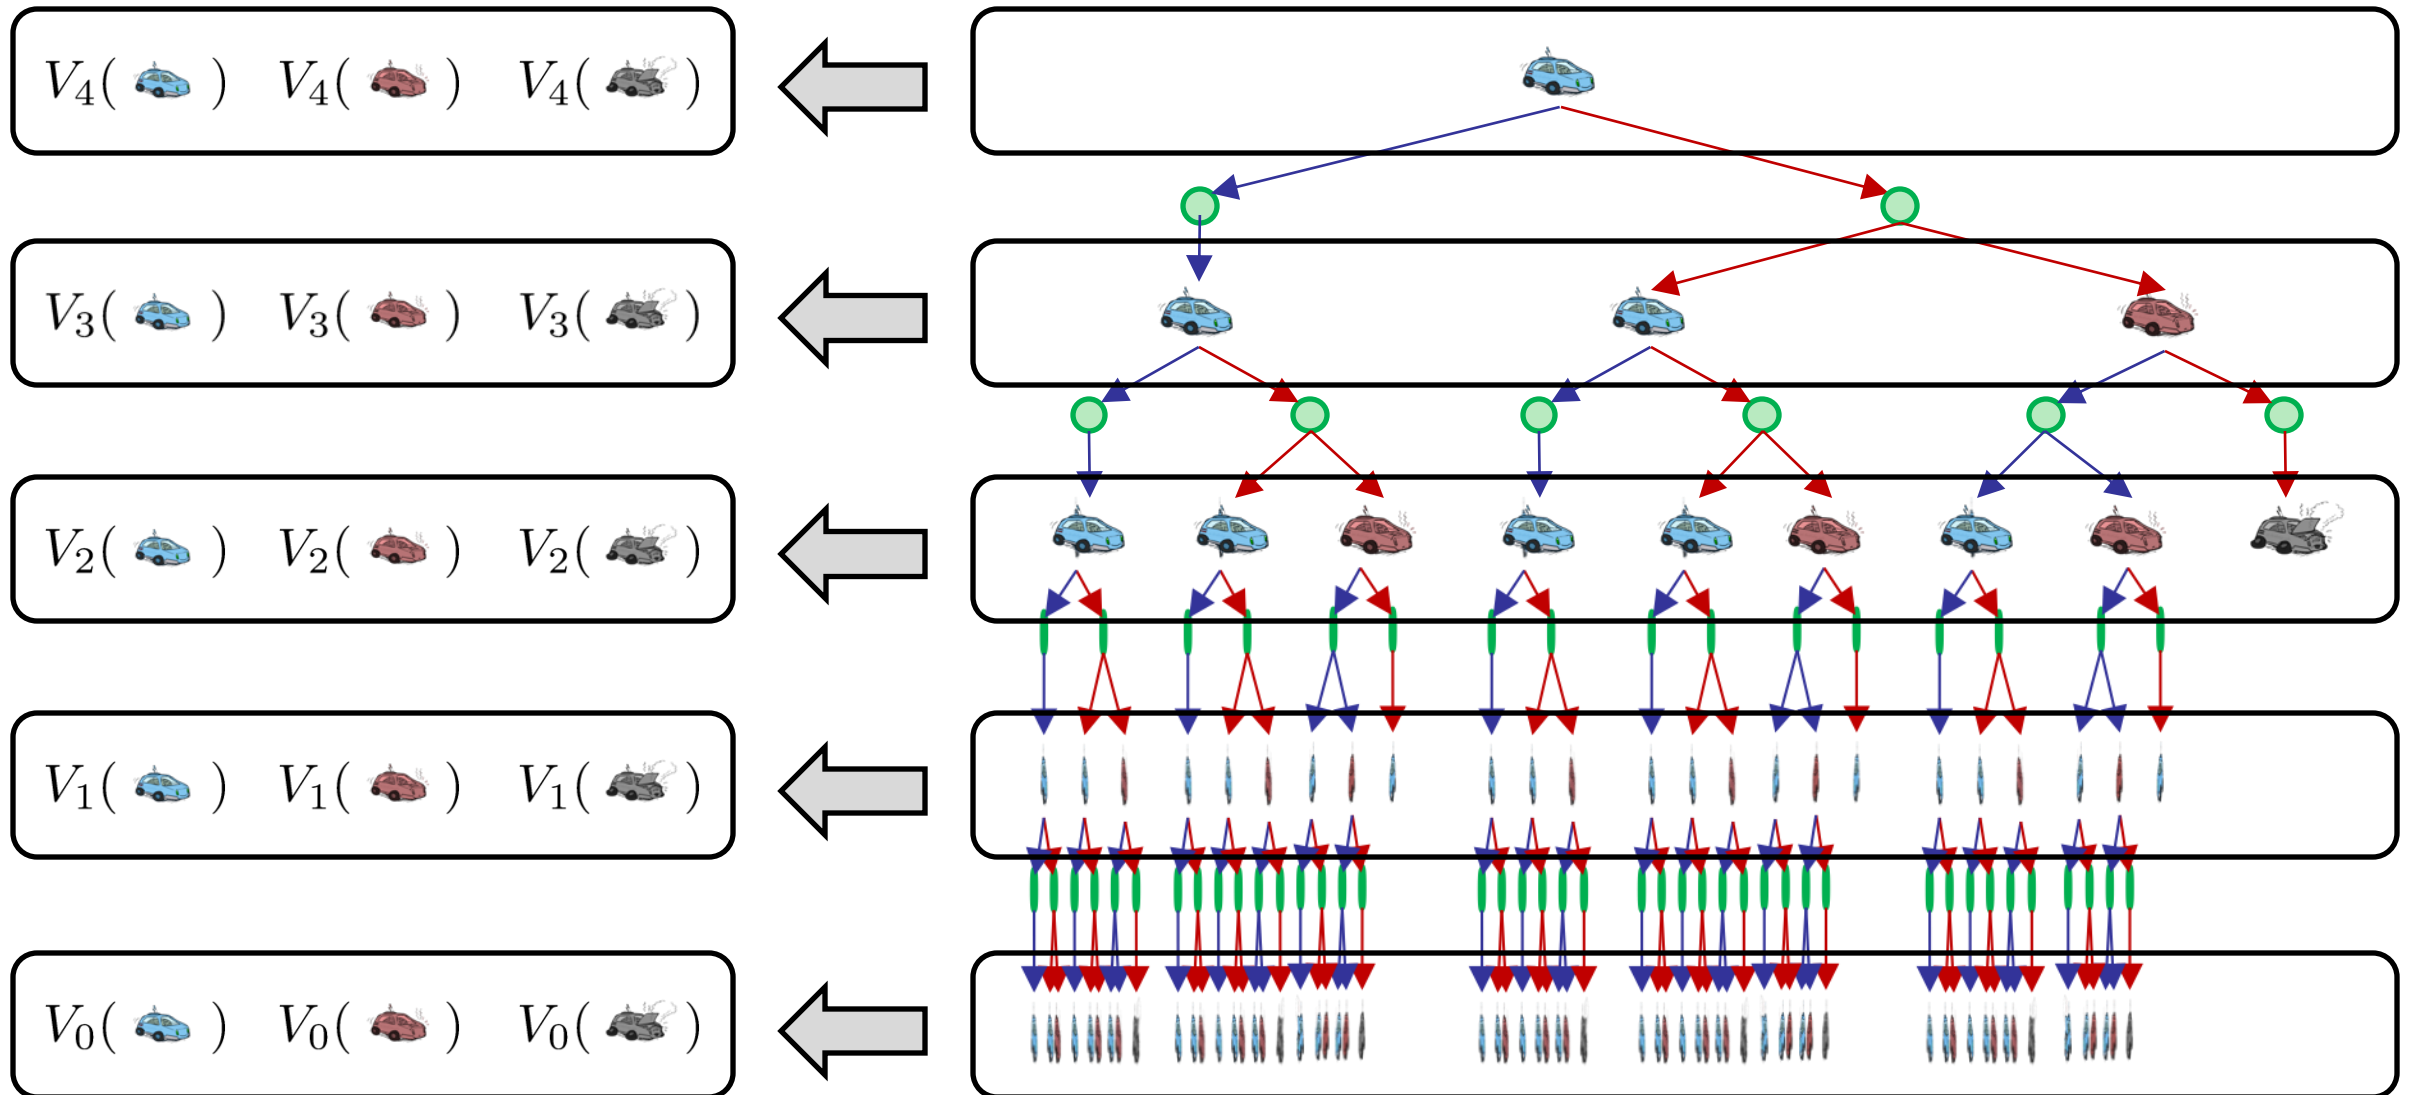 V₄( ) V₄( ) V₄( )
V₃( ) V₃( ) V₃( )
V₂( ) V₂( ) V₂( )
V₁( ) V₁( ) V₁( )
V₀( ) V₀( ) V₀( )